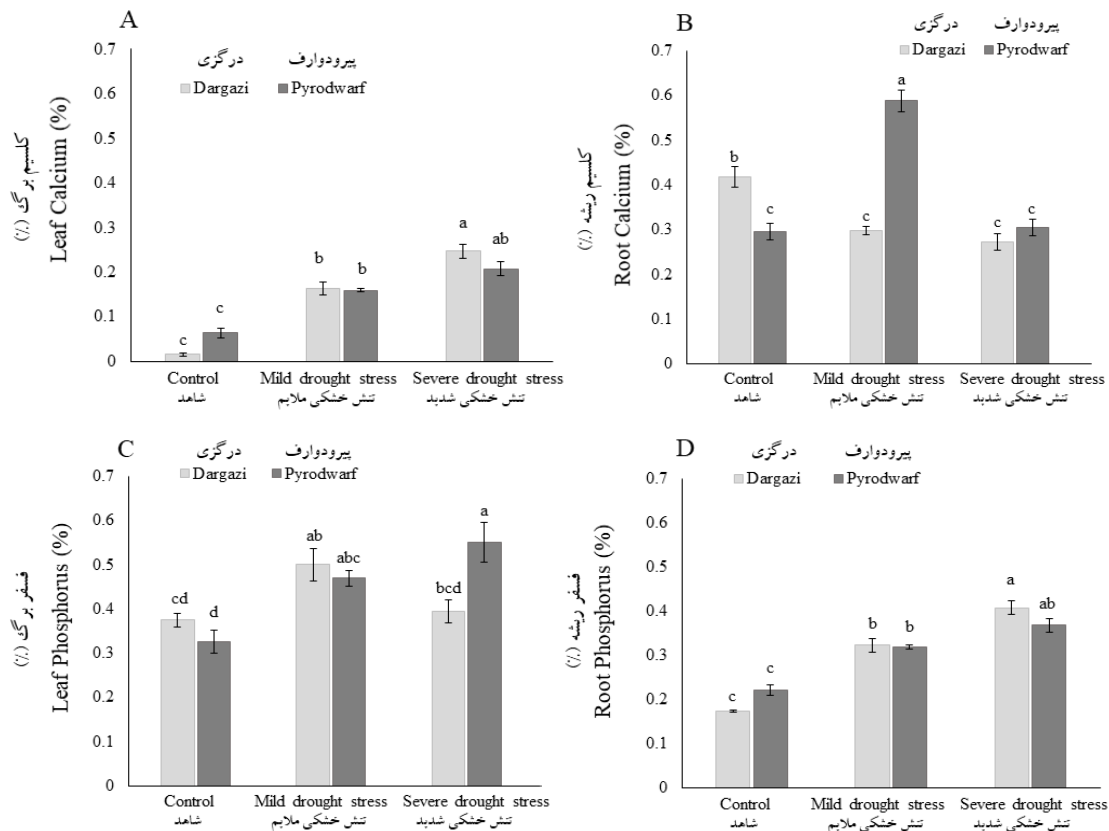 A
درگزی پیرودوارف
Dargazi Pyrodwarf
کلسیم برگ (٪)
Leaf Calcium (%)
0.7
0.6
0.5
0.4
0.3
0.2
0.1
0
c c b b a ab
Control Mild drought stress Severe drought stress
شاهد تنش خشکی ملایم تنش خشکی شدید
B
درگزی پیرودوارف
Dargazi Pyrodwarf
کلسیم ریشه (٪)
Root Calcium (%)
0.7
0.6
0.5
0.4
0.3
0.2
0.1
0
b c c a c c
Control Mild drought stress Severe drought stress
شاهد تنش خشکی ملایم تنش خشکی شدید
C
درگزی پیرودوارف
Dargazi Pyrodwarf
فسفر برگ (٪)
Leaf Phosphorus (%)
0.7
0.6
0.5
0.4
0.3
0.2
0.1
0
cd d ab abc bcd a
Control Mild drought stress Severe drought stress
شاهد تنش خشکی ملایم تنش خشکی شدید
D
درگزی پیرودوارف
Dargazi Pyrodwarf
فسفر ریشه (٪)
Root Phosphorus (%)
0.7
0.6
0.5
0.4
0.3
0.2
0.1
0
c c b b a ab
Control Mild drought stress Severe drought stress
شاهد تنش خشکی ملایم تنش خشکی شدید